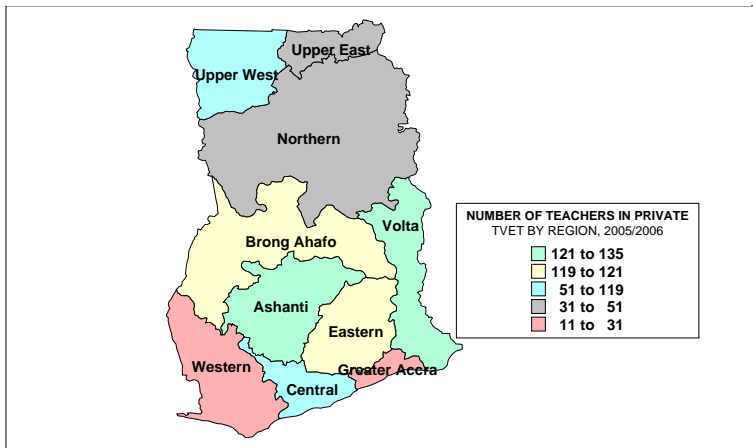 Upper East
Upper West
Northern
Volta
Brong Ahafo
Ashanti
Eastern
Western
Greater Accra
Central
NUMBER OF TEACHERS IN PRIVATE
TVET BY REGION, 2005/2006
121 to 135
119 to 121
51 to 119
31 to 51
11 to 31